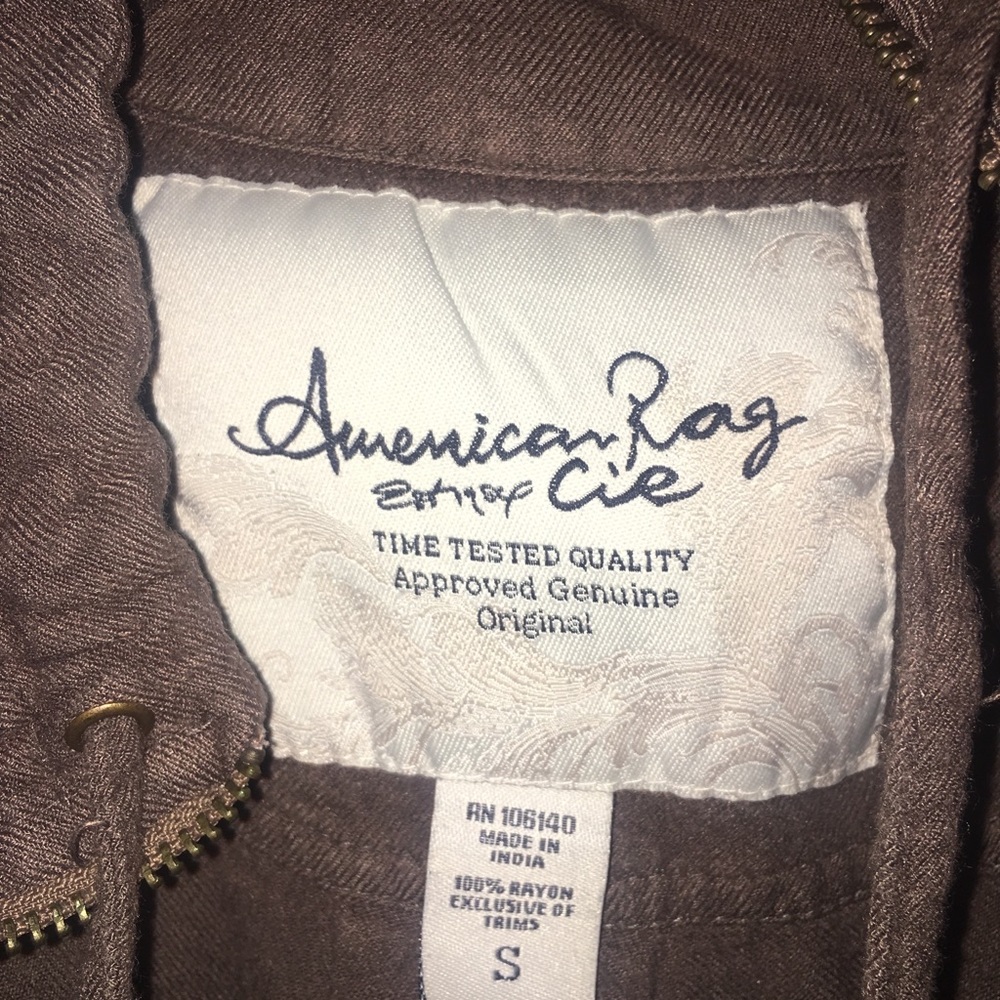 American Rag
Cie
TIME TESTED QUALITY
Approved Genuine
Original
RN 106140
MADE IN
INDIA
100% RAYON
EXCLUSIVE OF
TRIMS
S